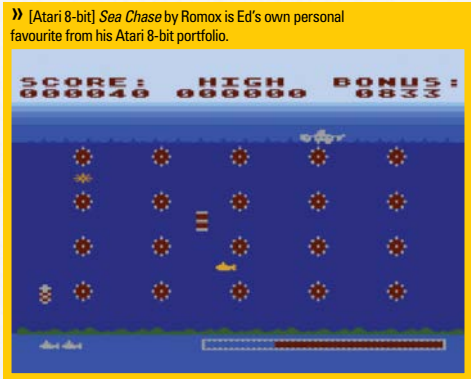 » [Atari 8-bit] Sea Chase by Romox is Ed's own personal
favourite from his Atari 8-bit portfolio.
SCORE: HIGH BONUS:
000040 000000 0833